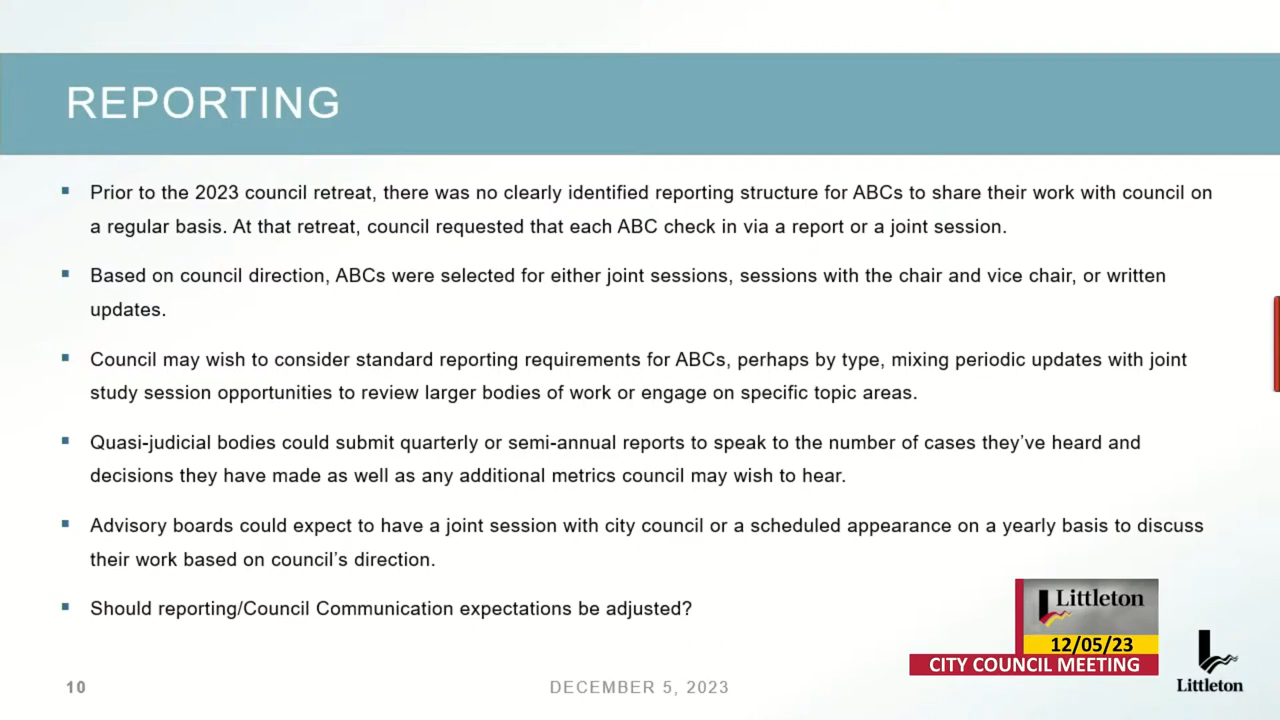 REPORTING
Prior to the 2023 council retreat, there was no clearly identified reporting structure for ABCs to share their work with council on
a regular basis. At that retreat, council requested that each ABC check in via a report or a joint session.
Based on council direction, ABCs were selected for either joint sessions, sessions with the chair and vice chair, or written
updates.
Council may wish to consider standard reporting requirements for ABCs, perhaps by type, mixing periodic updates with joint
study session opportunities to review larger bodies of work or engage on specific topic areas.
Quasi-judicial bodies could submit quarterly or semi-annual reports to speak to the number of cases they've heard and
decisions they have made as well as any additional metrics council may wish to hear.
Advisory boards could expect to have a joint session with city council or a scheduled appearance on a yearly basis to discuss
their work based on council's direction.
Should reporting/Council Communication expectations be adjusted?
Littleton
12/05/23
CITY COUNCIL MEETING
Littleton
10
DECEMBER 5, 2023